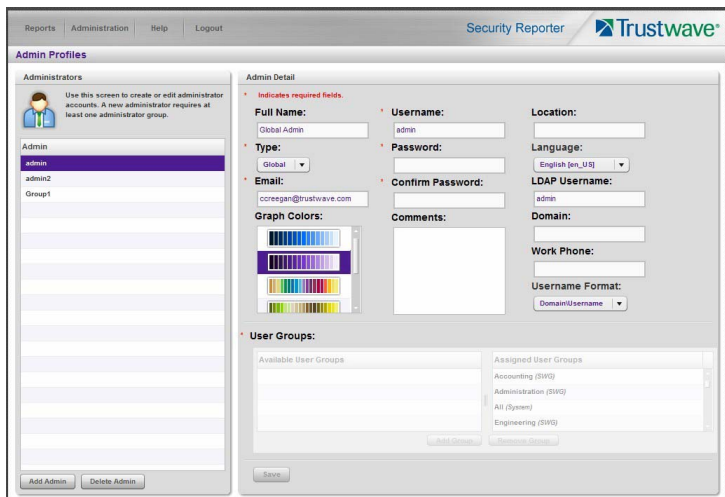 Reports Administration Help Logout
Security Reporter Trustwave®
Admin Profiles
Administrators
Use this screen to create or edit administrator
accounts. A new administrator requires at
least one administrator group.
Admin
admin
admin2
Group1
Add Admin Delete Admin
Admin Detail
* Indicates required fields.
* Full Name: * Username: Location:
Global Admin admin
* Type: * Password: Language:
Global English [en_US]
* Email: * Confirm Password: LDAP Username:
ccreegan@trustwave.com admin
Graph Colors: Comments: Domain:
Work Phone:
Username Format:
Domain\Username
* User Groups:
Available User Groups Assigned User Groups
Accounting (SWG)
Administration (SWG)
All (System)
Engineering (SWG)
Add Group Remove Group
Save